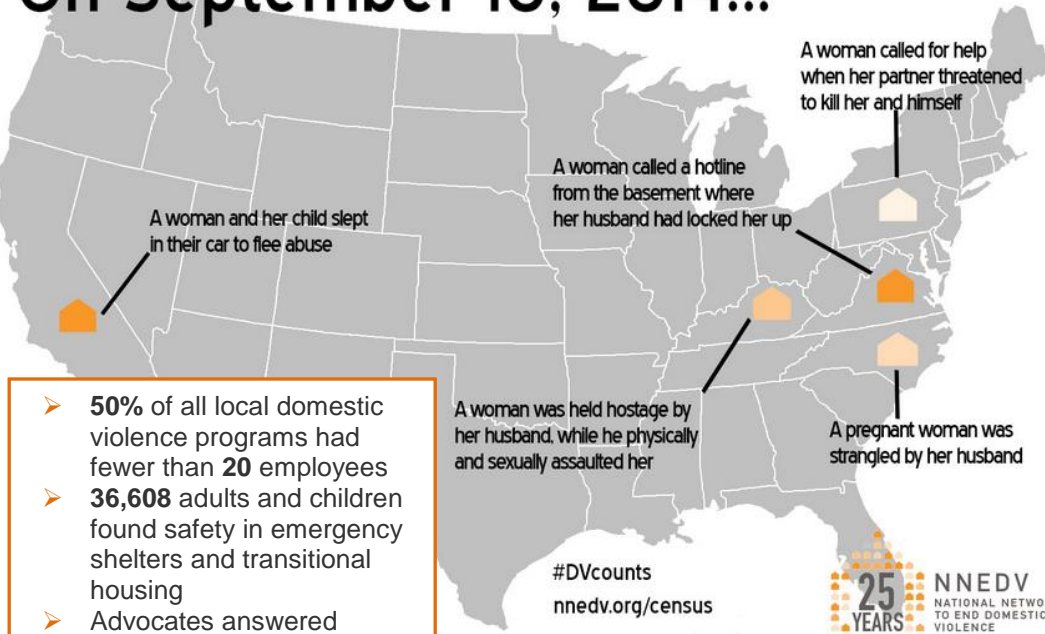 On September 10, 2014...
A woman called for help
when her partner threatened
to kill her and himself
A woman called a hotline
from the basement where
her husband had locked her up
A woman and her child slept
in their car to flee abuse
A woman was held hostage by
her husband, while he physically
and sexually assaulted her
A pregnant woman was
strangled by her husband
➢ 50% of all local domestic
violence programs had
fewer than 20 employees
➢ 36,608 adults and children
found safety in emergency
shelters and transitional
housing
➢ Advocates answered
#DVcounts
nnedv.org/census
25
YEARS
NNEDV
NATIONAL NETWO
TO END DOMESTIC
VIOLENCE